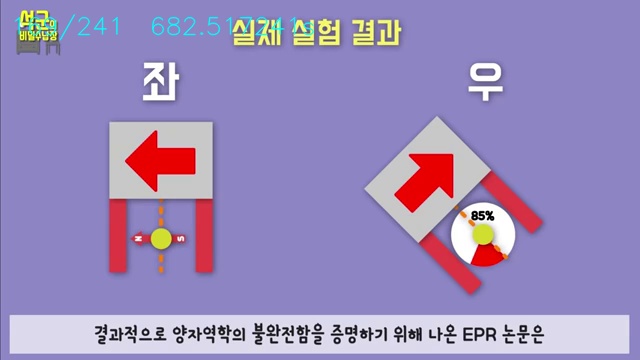 석군의
비밀수납장
/241 682.517241s
실제 실험 결과
좌
우
N
S
85%
결과적으로 양자역학의 불완전함을 증명하기 위해 나온 EPR 논문은